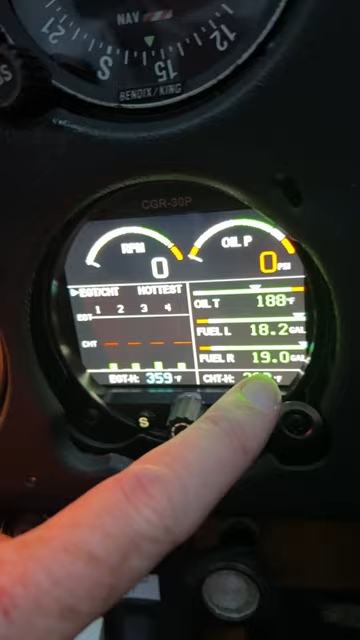 NAV
21
S
15
12
BENDIX/KING
CGR-30P
RPM
0
OIL P
0 PSI
EGT/CHT HOTTEST
1 2 3 4
EGT
CHT
OIL T 188°F
FUEL L 18.2 GAL
FUEL R 19.0 GAL
EGT-H: 359°F
CHT-H: °F
S